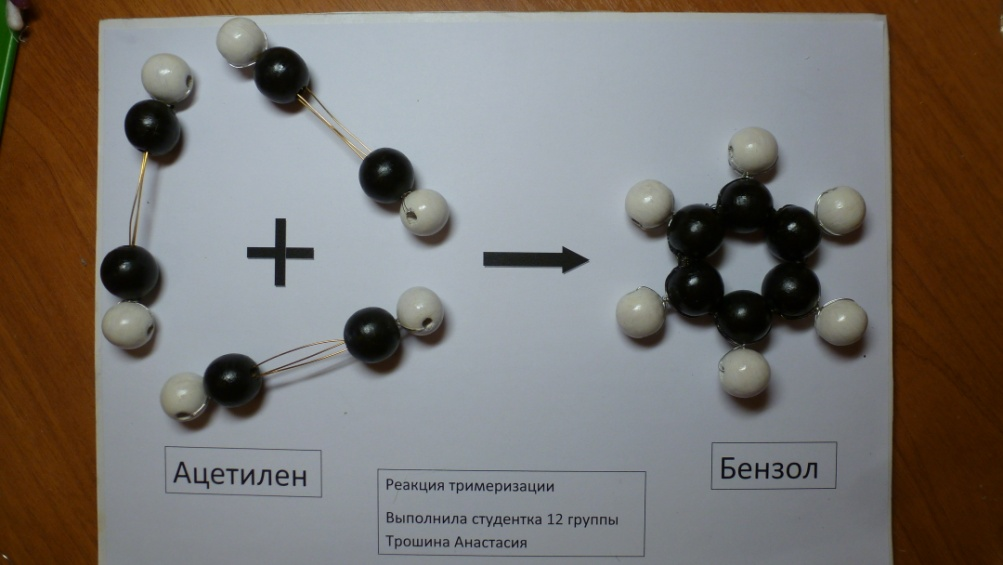 Ацетилен
Бензол
Реакция тримеризации
Выполнила студентка 12 группы
Трошина Анастасия